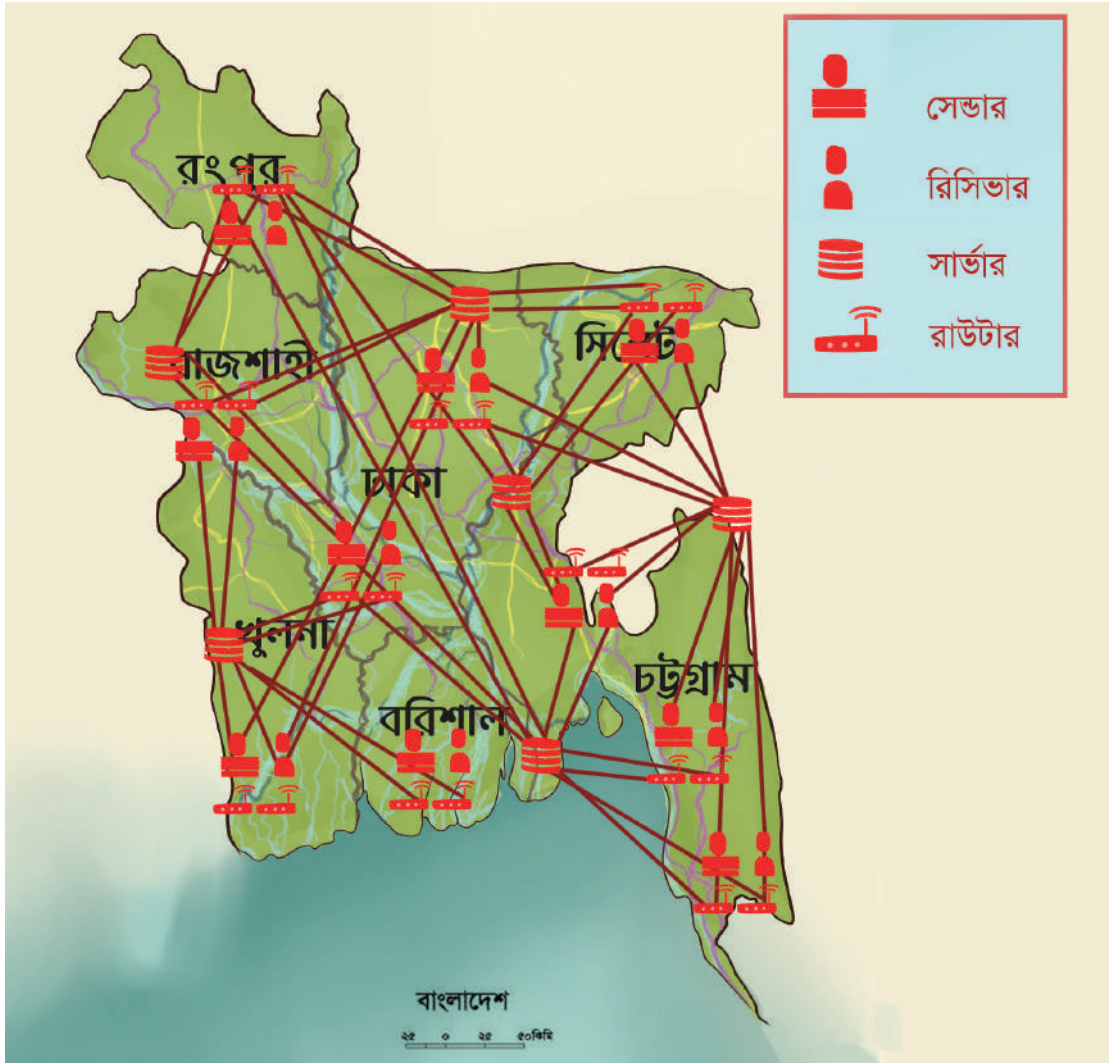 সেন্ডার
রিসিভার
সার্ভার
রাউটার
রংপুর
রাজশাহী
সিলেট
ঢাকা
খুলনা
চট্টগ্রাম
বরিশাল
বাংলাদেশ
২৫ ০ ২৫ ৫০কিমি